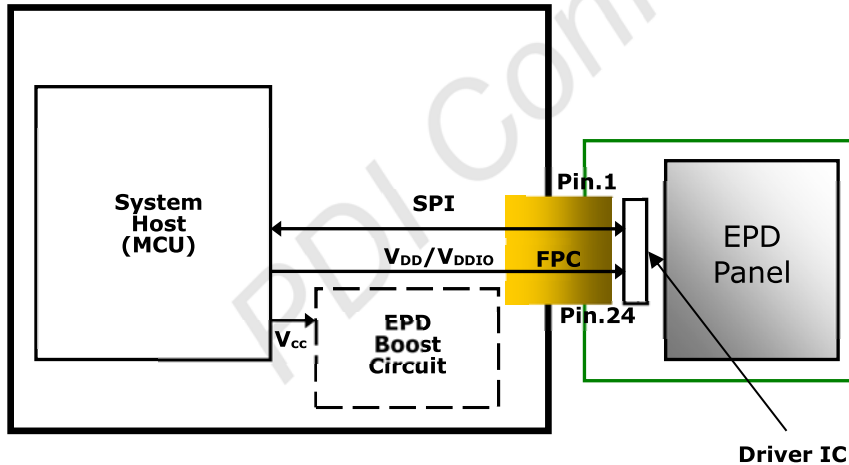 PDI Con
System
Host
(MCU)
SPI
VDD/VDDIO
Vcc
EPD
Boost
Circuit
FPC
Pin.1
Pin.24
EPD
Panel
Driver IC